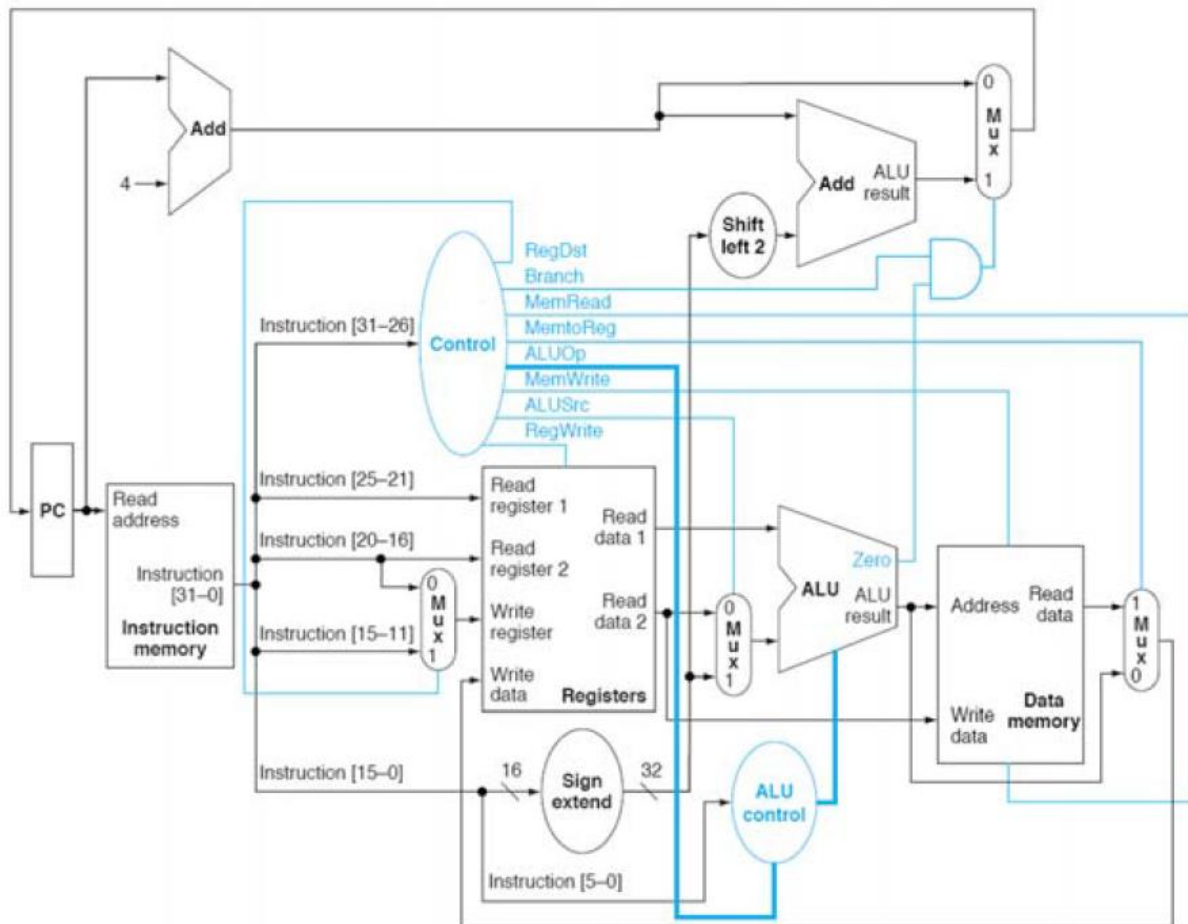 0
M
u
x
1
Add
4
Add
ALU
result
Shift
left 2
RegDst
Branch
MemRead
MemtoReg
ALUOp
MemWrite
ALUSrc
RegWrite
Instruction [31–26]
Control
PC
Read
address
Instruction
[31–0]
Instruction
memory
Instruction [25–21]
Instruction [20–16]
Instruction [15–11]
0
M
u
x
1
Read
register 1
Read
register 2
Write
register
Write
data
Read
data 1
Read
data 2
Registers
0
M
u
x
1
Zero
ALU
ALU
result
Address
Read
data
Write
data
Data
memory
1
M
u
x
0
Instruction [15–0]
16
Sign
extend
32
ALU
control
Instruction [5–0]